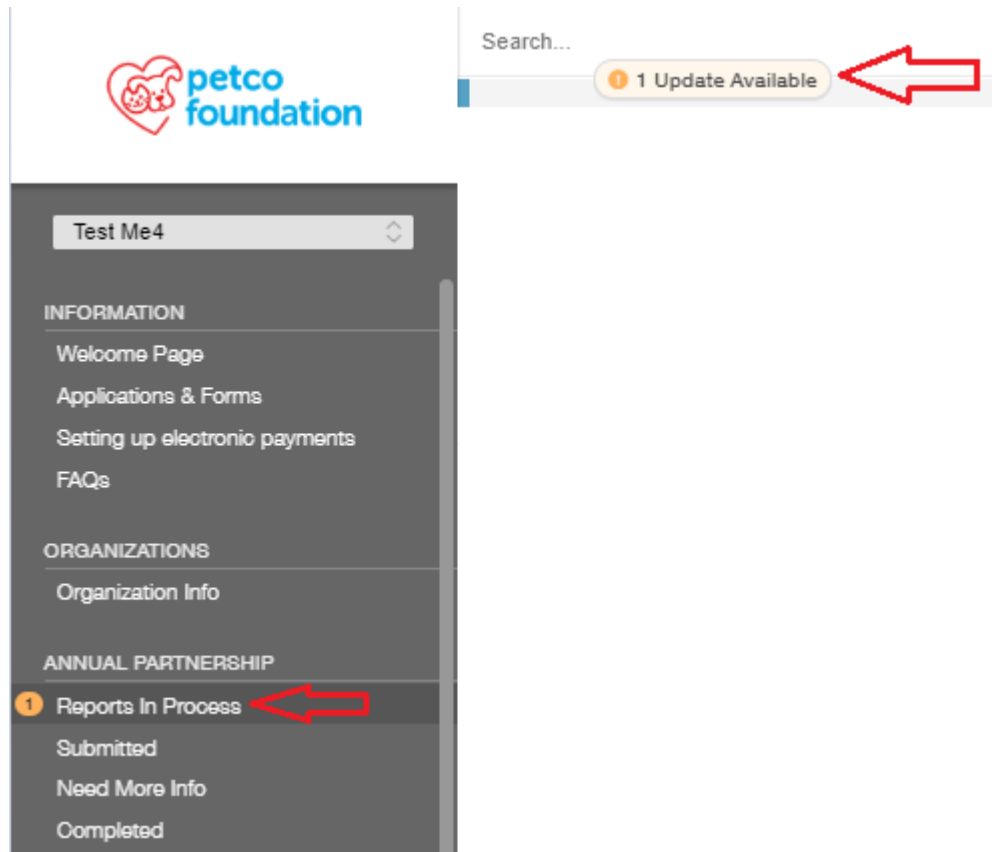 petco
foundation
Search...
! 1 Update Available
Test Me4
INFORMATION
Welcome Page
Applications & Forms
Setting up electronic payments
FAQs
ORGANIZATIONS
Organization Info
ANNUAL PARTNERSHIP
1 Reports In Process
Submitted
Need More Info
Completed